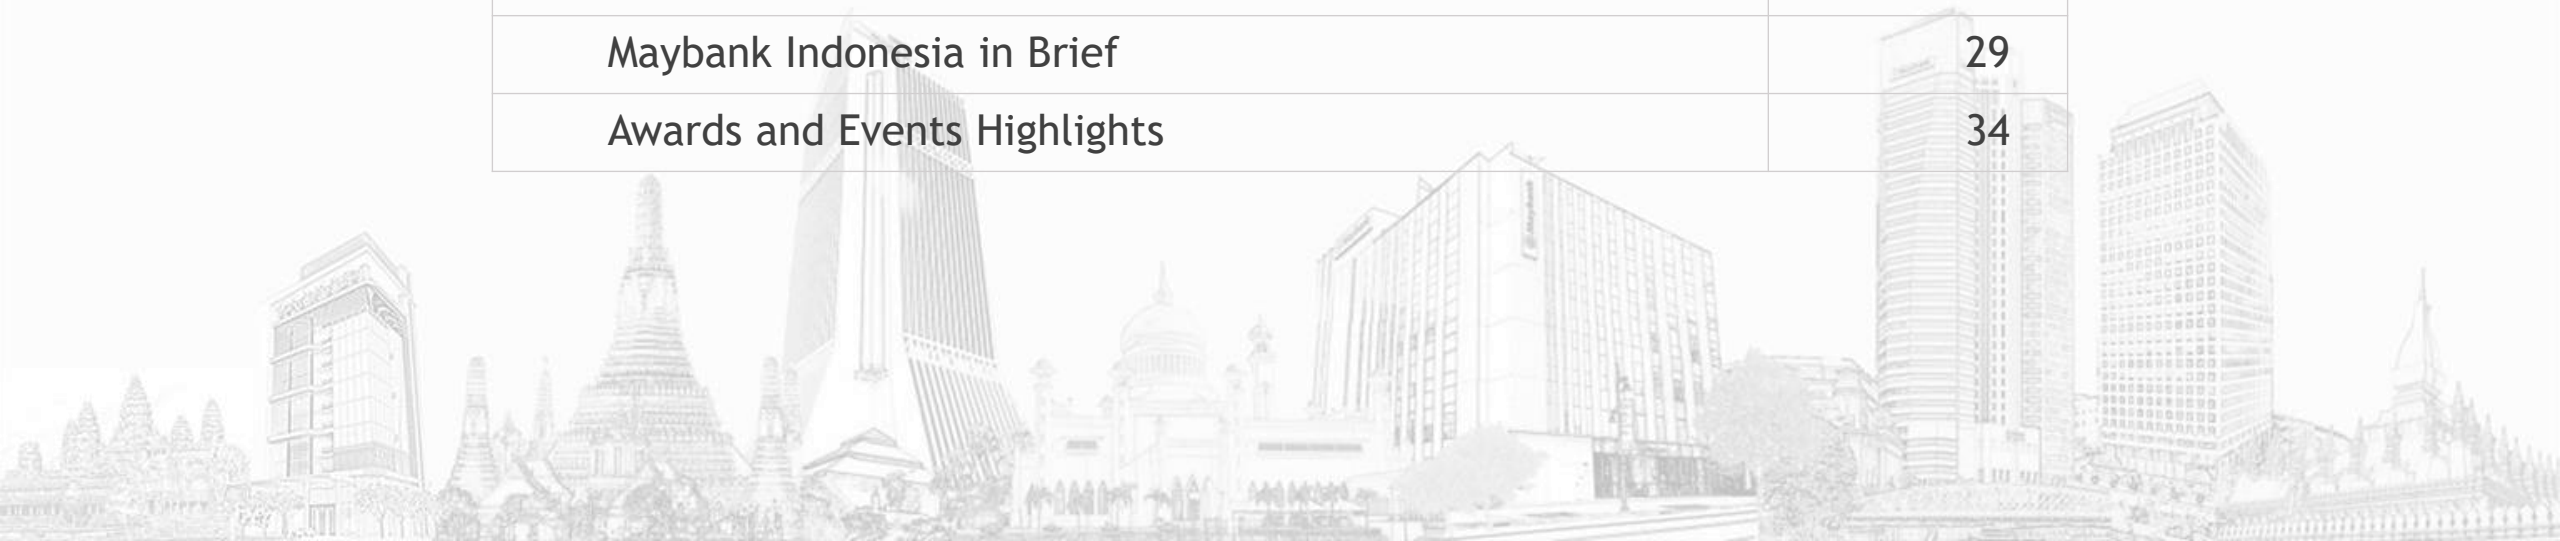 Maybank Indonesia in Brief 29
Awards and Events Highlights 34